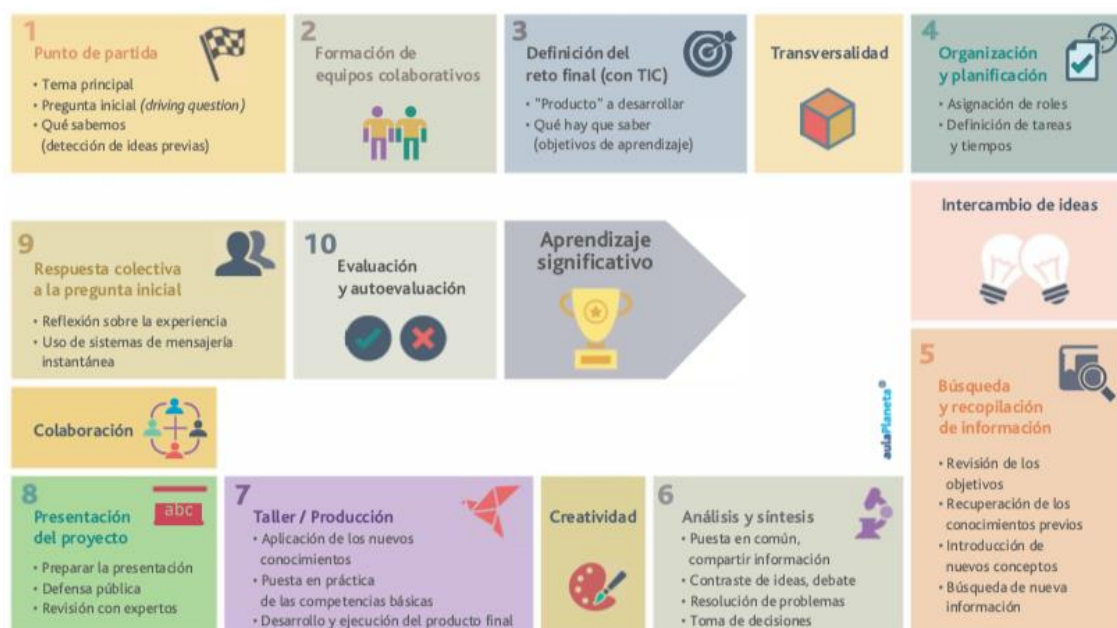 1
Punto de partida
• Tema principal
• Pregunta inicial (driving question)
• Qué sabemos
(detección de ideas previas)
2
Formación de
equipos colaborativos
3
Definición del
reto final (con TIC)
• "Producto" a desarrollar
• Qué hay que saber
(objetivos de aprendizaje)
Transversalidad
4
Organización
y planificación
• Asignación de roles
• Definición de tareas
y tiempos
Intercambio de ideas
5
Búsqueda
y recopilación
de información
• Revisión de los
objetivos
• Recuperación de los
conocimientos previos
• Introducción de
nuevos conceptos
• Búsqueda de nueva
información
6
Análisis y síntesis
• Puesta en común,
compartir información
• Contraste de ideas, debate
• Resolución de problemas
• Toma de decisiones
Creatividad
7
Taller / Producción
• Aplicación de los nuevos
conocimientos
• Puesta en práctica
de las competencias básicas
• Desarrollo y ejecución del producto final
8
abc
Presentación
del proyecto
• Preparar la presentación
• Defensa pública
• Revisión con expertos
Colaboración
9
Respuesta colectiva
a la pregunta inicial
• Reflexión sobre la experiencia
• Uso de sistemas de mensajería
instantánea
10
Evaluación
y autoevaluación
Aprendizaje
significativo
aulaPlaneta